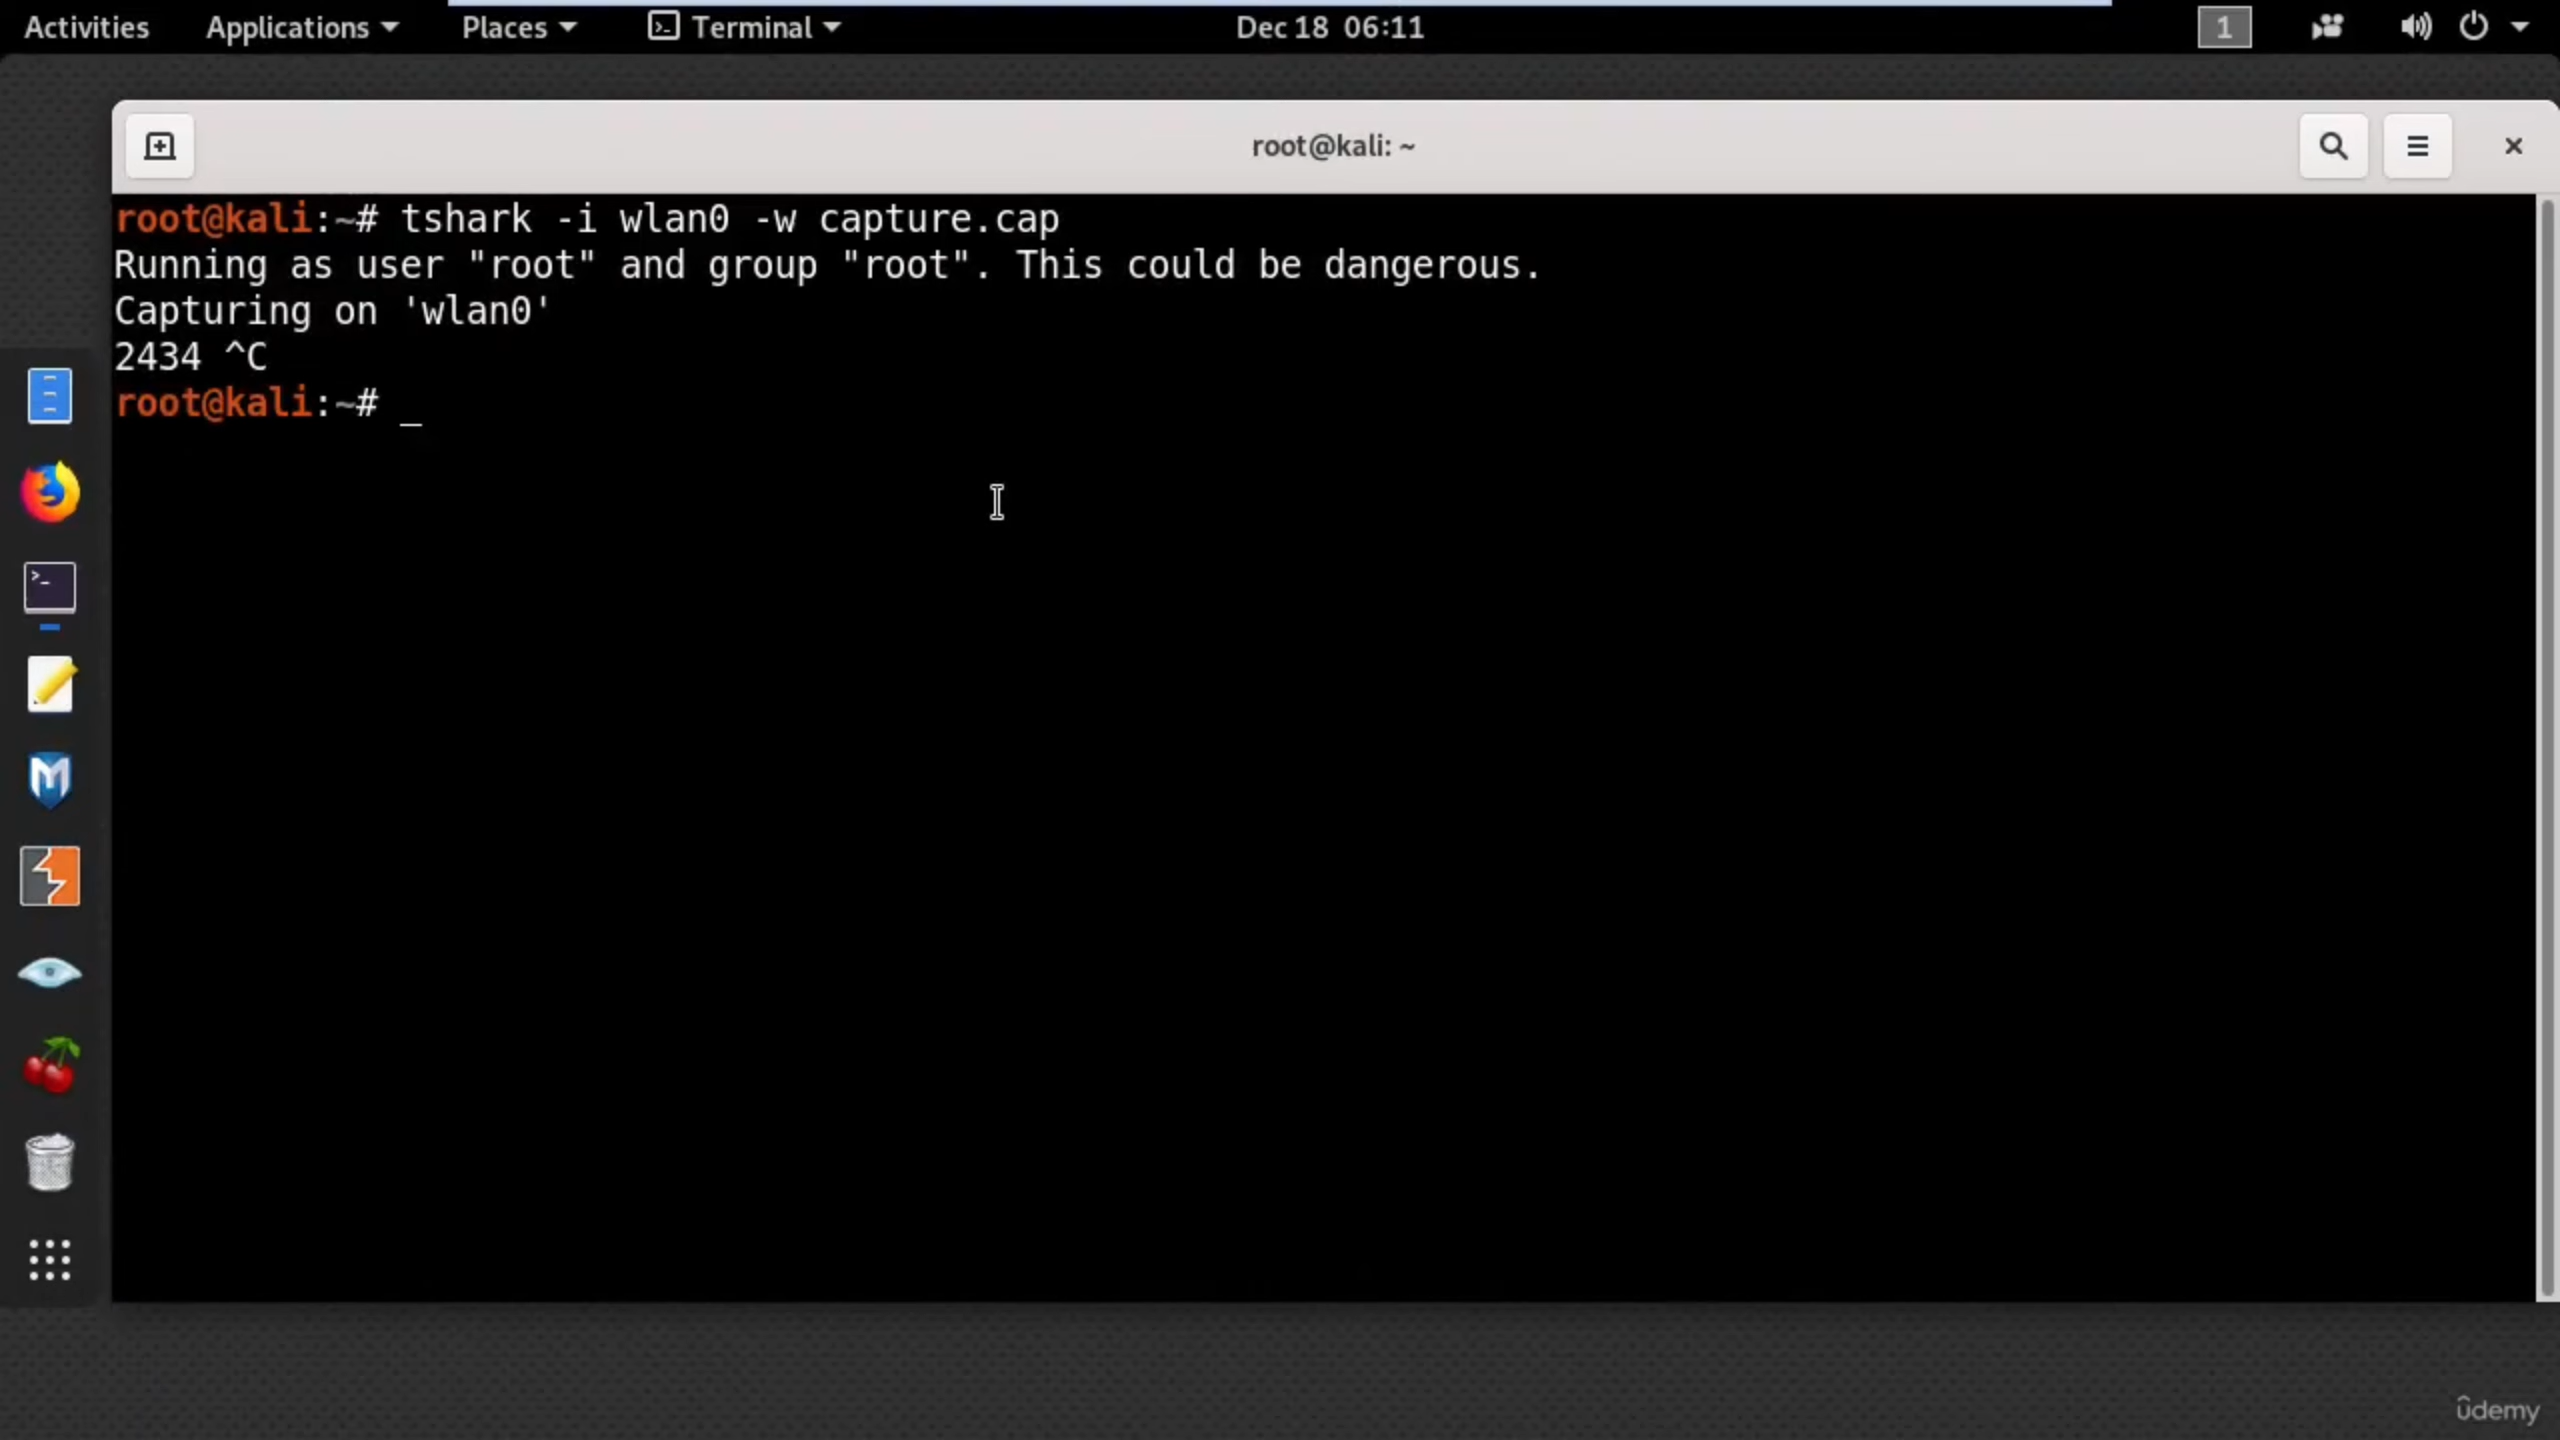 Activities Applications Places Terminal Dec 18 06:11 1
root@kali: ~
root@kali:~# tshark -i wlan0 -w capture.cap
Running as user "root" and group "root". This could be dangerous.
Capturing on 'wlan0'
2434 ^C
root@kali:~# _
ûdemy